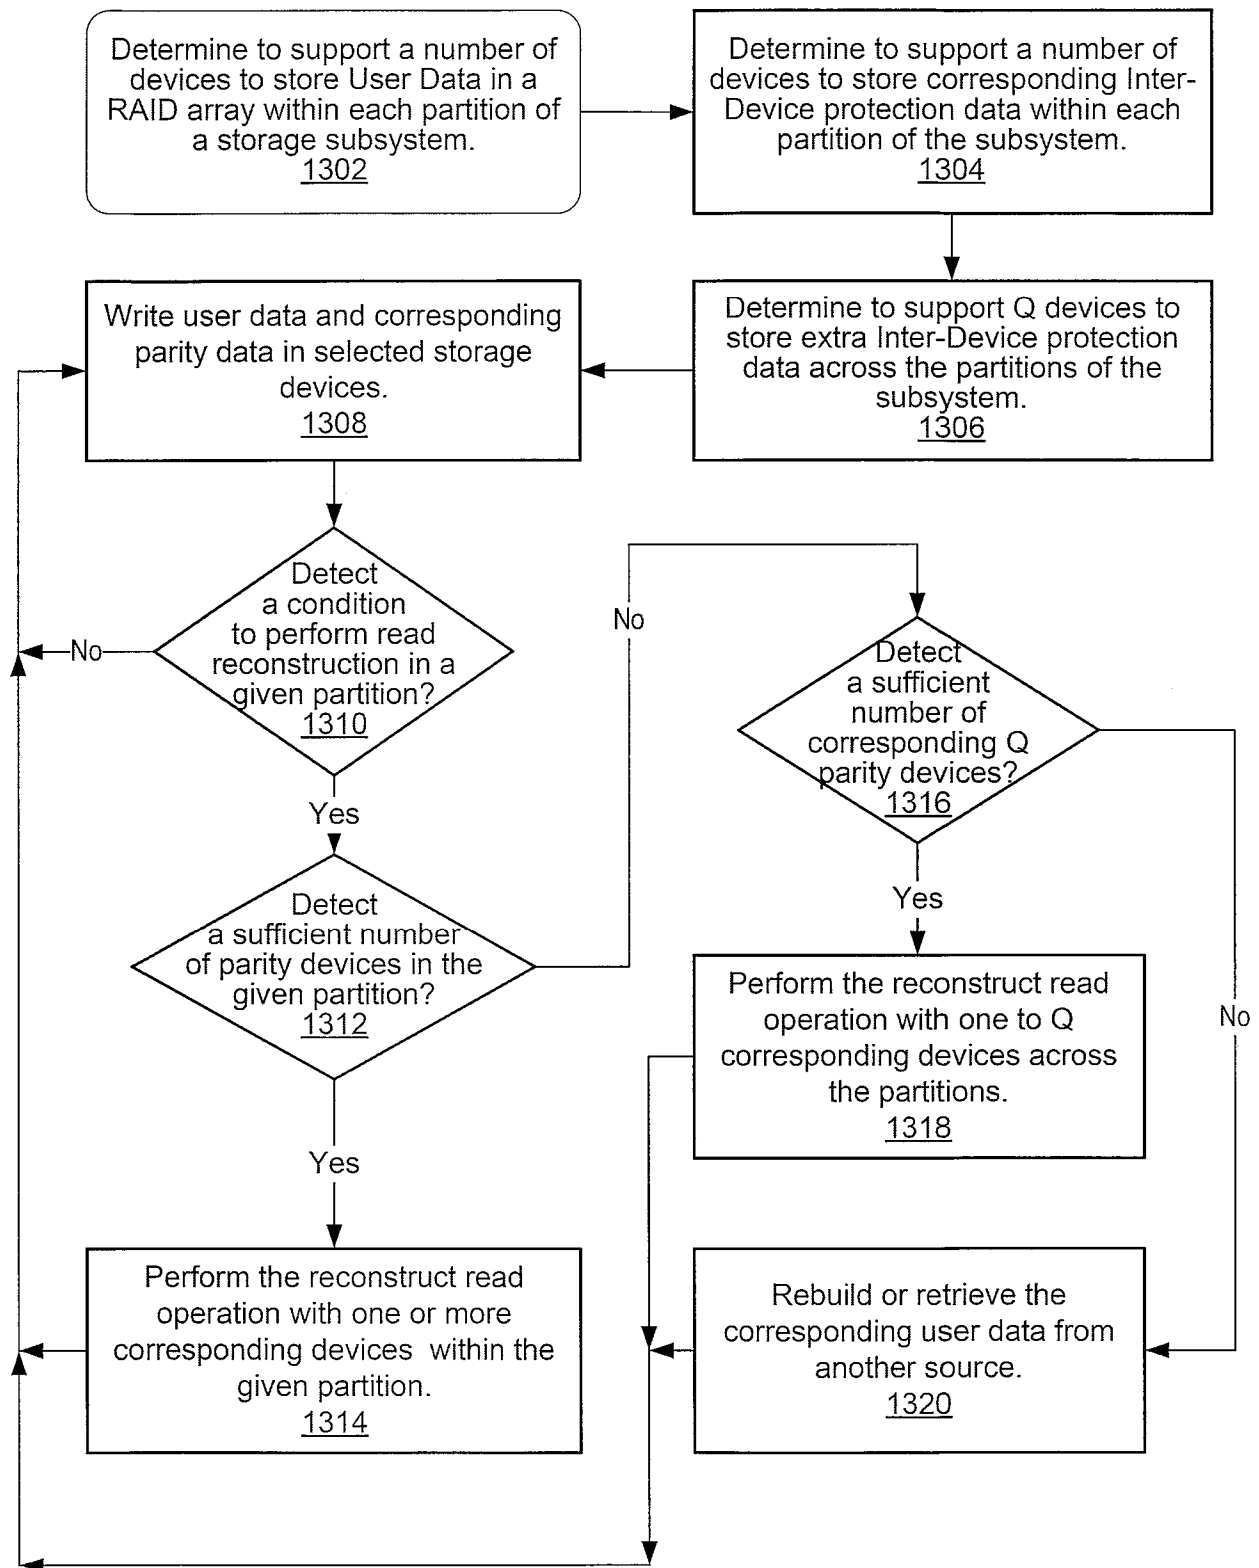 Determine to support a number of
devices to store User Data in a
RAID array within each partition of
a storage subsystem.
1302
Determine to support a number of
devices to store corresponding Inter-
Device protection data within each
partition of the subsystem.
1304
Write user data and corresponding
parity data in selected storage
devices.
1308
Determine to support Q devices to
store extra Inter-Device protection
data across the partitions of the
subsystem.
1306
Detect
a condition
to perform read
reconstruction in a
given partition?
1310
No
Yes
No
Detect
a sufficient
number of
corresponding Q
parity devices?
1316
Yes
No
Detect
a sufficient number
of parity devices in the
given partition?
1312
Yes
Perform the reconstruct read
operation with one to Q
corresponding devices across
the partitions.
1318
Perform the reconstruct read
operation with one or more
corresponding devices within the
given partition.
1314
Rebuild or retrieve the
corresponding user data from
another source.
1320